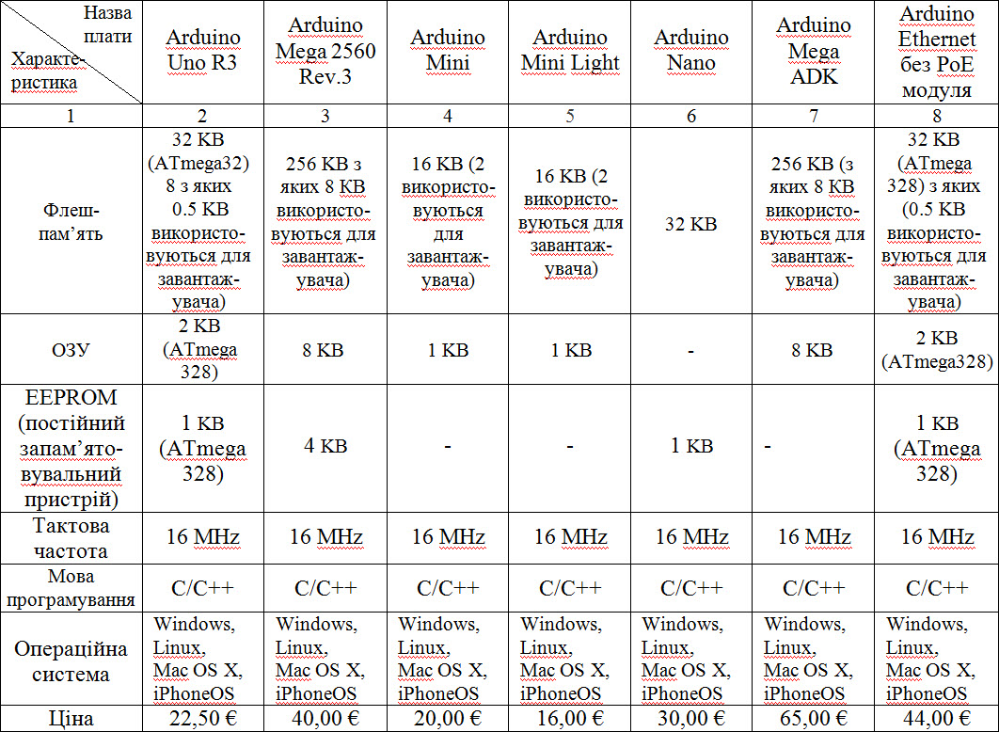 Назва
плати
Характе-
ристика
Arduino
Uno R3
Arduino
Mega 2560
Rev.3
Arduino
Mini
Arduino
Mini Light
Arduino
Nano
Arduino
Mega
ADK
Arduino
Ethernet
без PoE
модуля
1
2
3
4
5
6
7
8
Флеш-
пам’ять
32 KB
(ATmega32)
8 з яких
0.5 KB
використо-
вуються для
завантаж-
увача)
256 KB з
яких 8 KB
використо-
вуються для
завантаж-
увача)
16 KB (2
використо-
вуються
для
завантаж-
увача)
16 KB (2
використо-
вуються для
завантаж-
увача)
32 KB
256 KB (з
яких 8 KB
використо-
вуються для
завантаж-
увача)
32 KB
(ATmega
328) з яких
(0.5 KB
використо-
вуються для
завантаж-
увача)
ОЗУ
2 KB
(ATmega
328)
8 KB
1 KB
1 KB
-
8 KB
2 KB
(ATmega328)
EEPROM
(постійний
запам’ято-
вувальний
пристрій)
1 KB
(ATmega
328)
4 KB
-
-
1 KB
-
1 KB
(ATmega
328)
Тактова
частота
16 MHz
16 MHz
16 MHz
16 MHz
16 MHz
16 MHz
16 MHz
Мова
програмування
C/C++
C/C++
C/C++
C/C++
C/C++
C/C++
C/C++
Операційна
система
Windows,
Linux,
Mac OS X,
iPhoneOS
Windows,
Linux,
Mac OS X,
iPhoneOS
Windows,
Linux,
Mac OS X,
iPhoneOS
Windows,
Linux,
Mac OS X,
iPhoneOS
Windows,
Linux,
Mac OS X,
iPhoneOS
Windows,
Linux,
Mac OS X,
iPhoneOS
Windows,
Linux,
Mac OS X,
iPhoneOS
Ціна
22,50 €
40,00 €
20,00 €
16,00 €
30,00 €
65,00 €
44,00 €